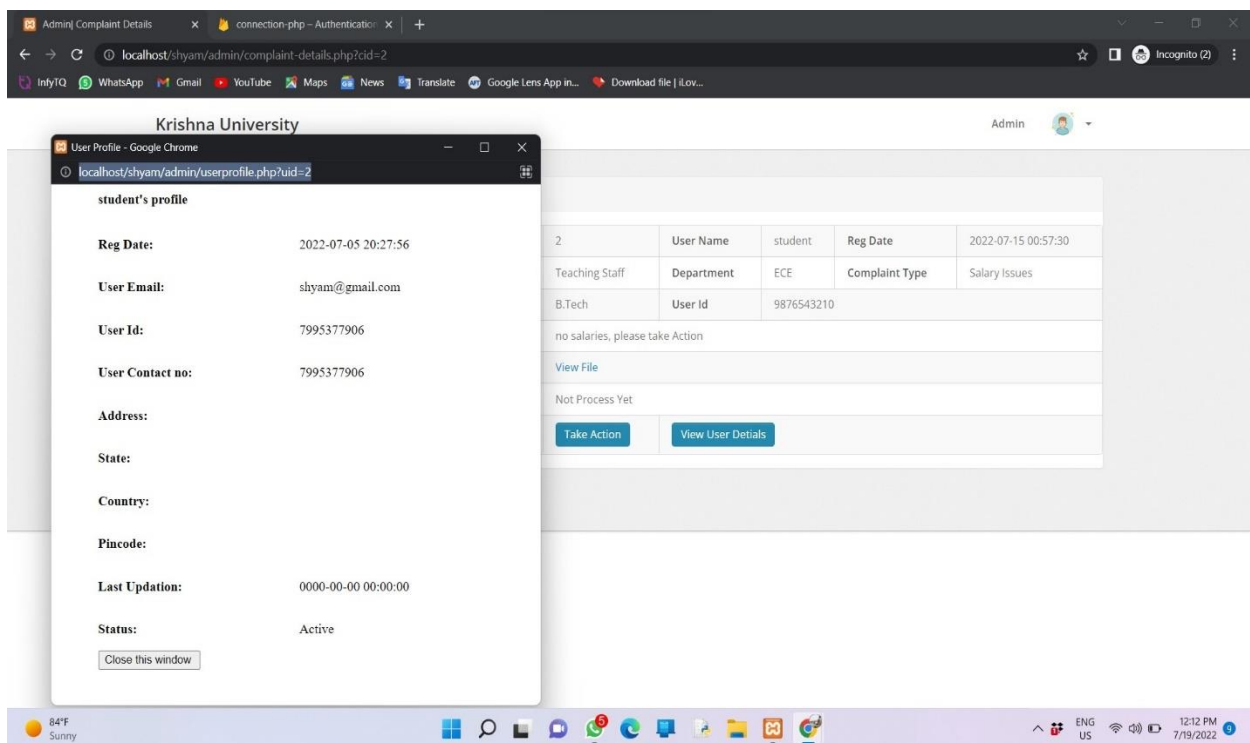 Admin| Complaint Details
connection-php – Authentication
localhost/shyam/admin/complaint-details.php?cid=2
Incognito (2)
InfyTQ WhatsApp Gmail YouTube Maps News Translate Google Lens App in... Download file | iLov...
Krishna University
Admin
User Profile - Google Chrome
localhost/shyam/admin/userprofile.php?uid=2
student's profile
Reg Date: 2022-07-05 20:27:56
User Email: shyam@gmail.com
User Id: 7995377906
User Contact no: 7995377906
Address:
State:
Country:
Pincode:
Last Updation: 0000-00-00 00:00:00
Status: Active
Close this window
2 User Name student Reg Date 2022-07-15 00:57:30
Teaching Staff Department ECE Complaint Type Salary Issues
B.Tech User Id 9876543210
no salaries, please take Action
View File
Not Process Yet
Take Action View User Detials
84°F
Sunny
ENG
US
12:12 PM
7/19/2022